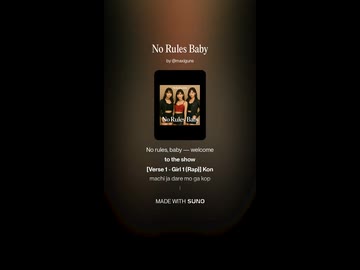 No Rules Baby
by @maniguns
No Rules Baby
No rules, baby — welcome
to the show
[Verse 1 - Girl 1 (Rap)] Kon
machi ja dare mo ga kop
MADE WITH SUNO